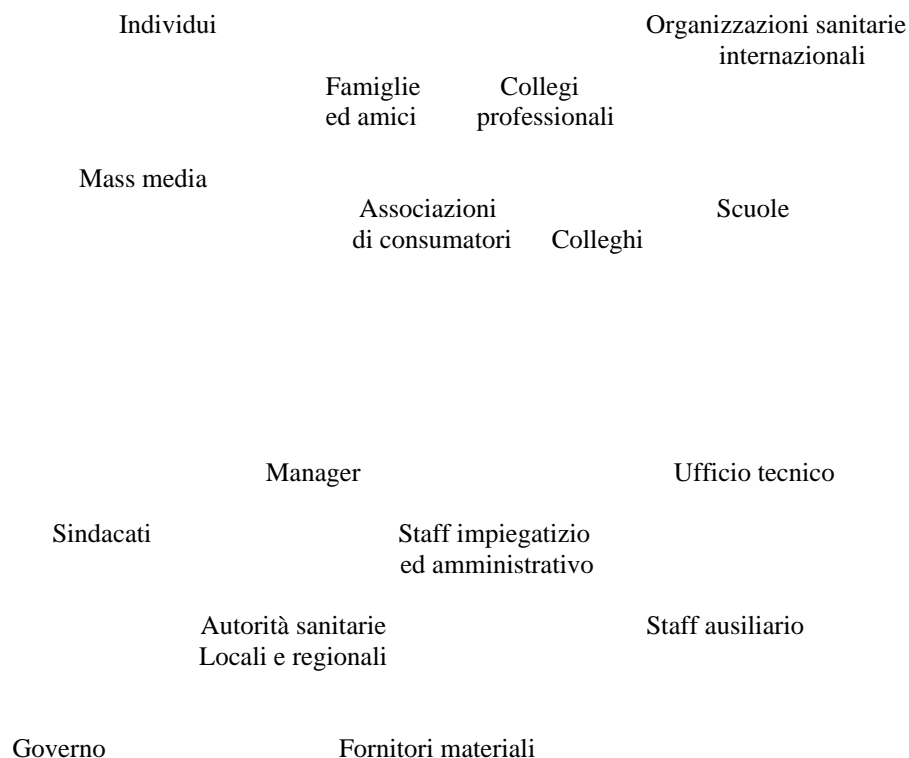 Individui Organizzazioni sanitarie
internazionali
Famiglie Collegi
ed amici professionali
Mass media
Associazioni Scuole
di consumatori Colleghi
Manager Ufficio tecnico
Sindacati Staff impiegatizio
ed amministrativo
Autorità sanitarie Staff ausiliario
Locali e regionali
Governo Fornitori materiali